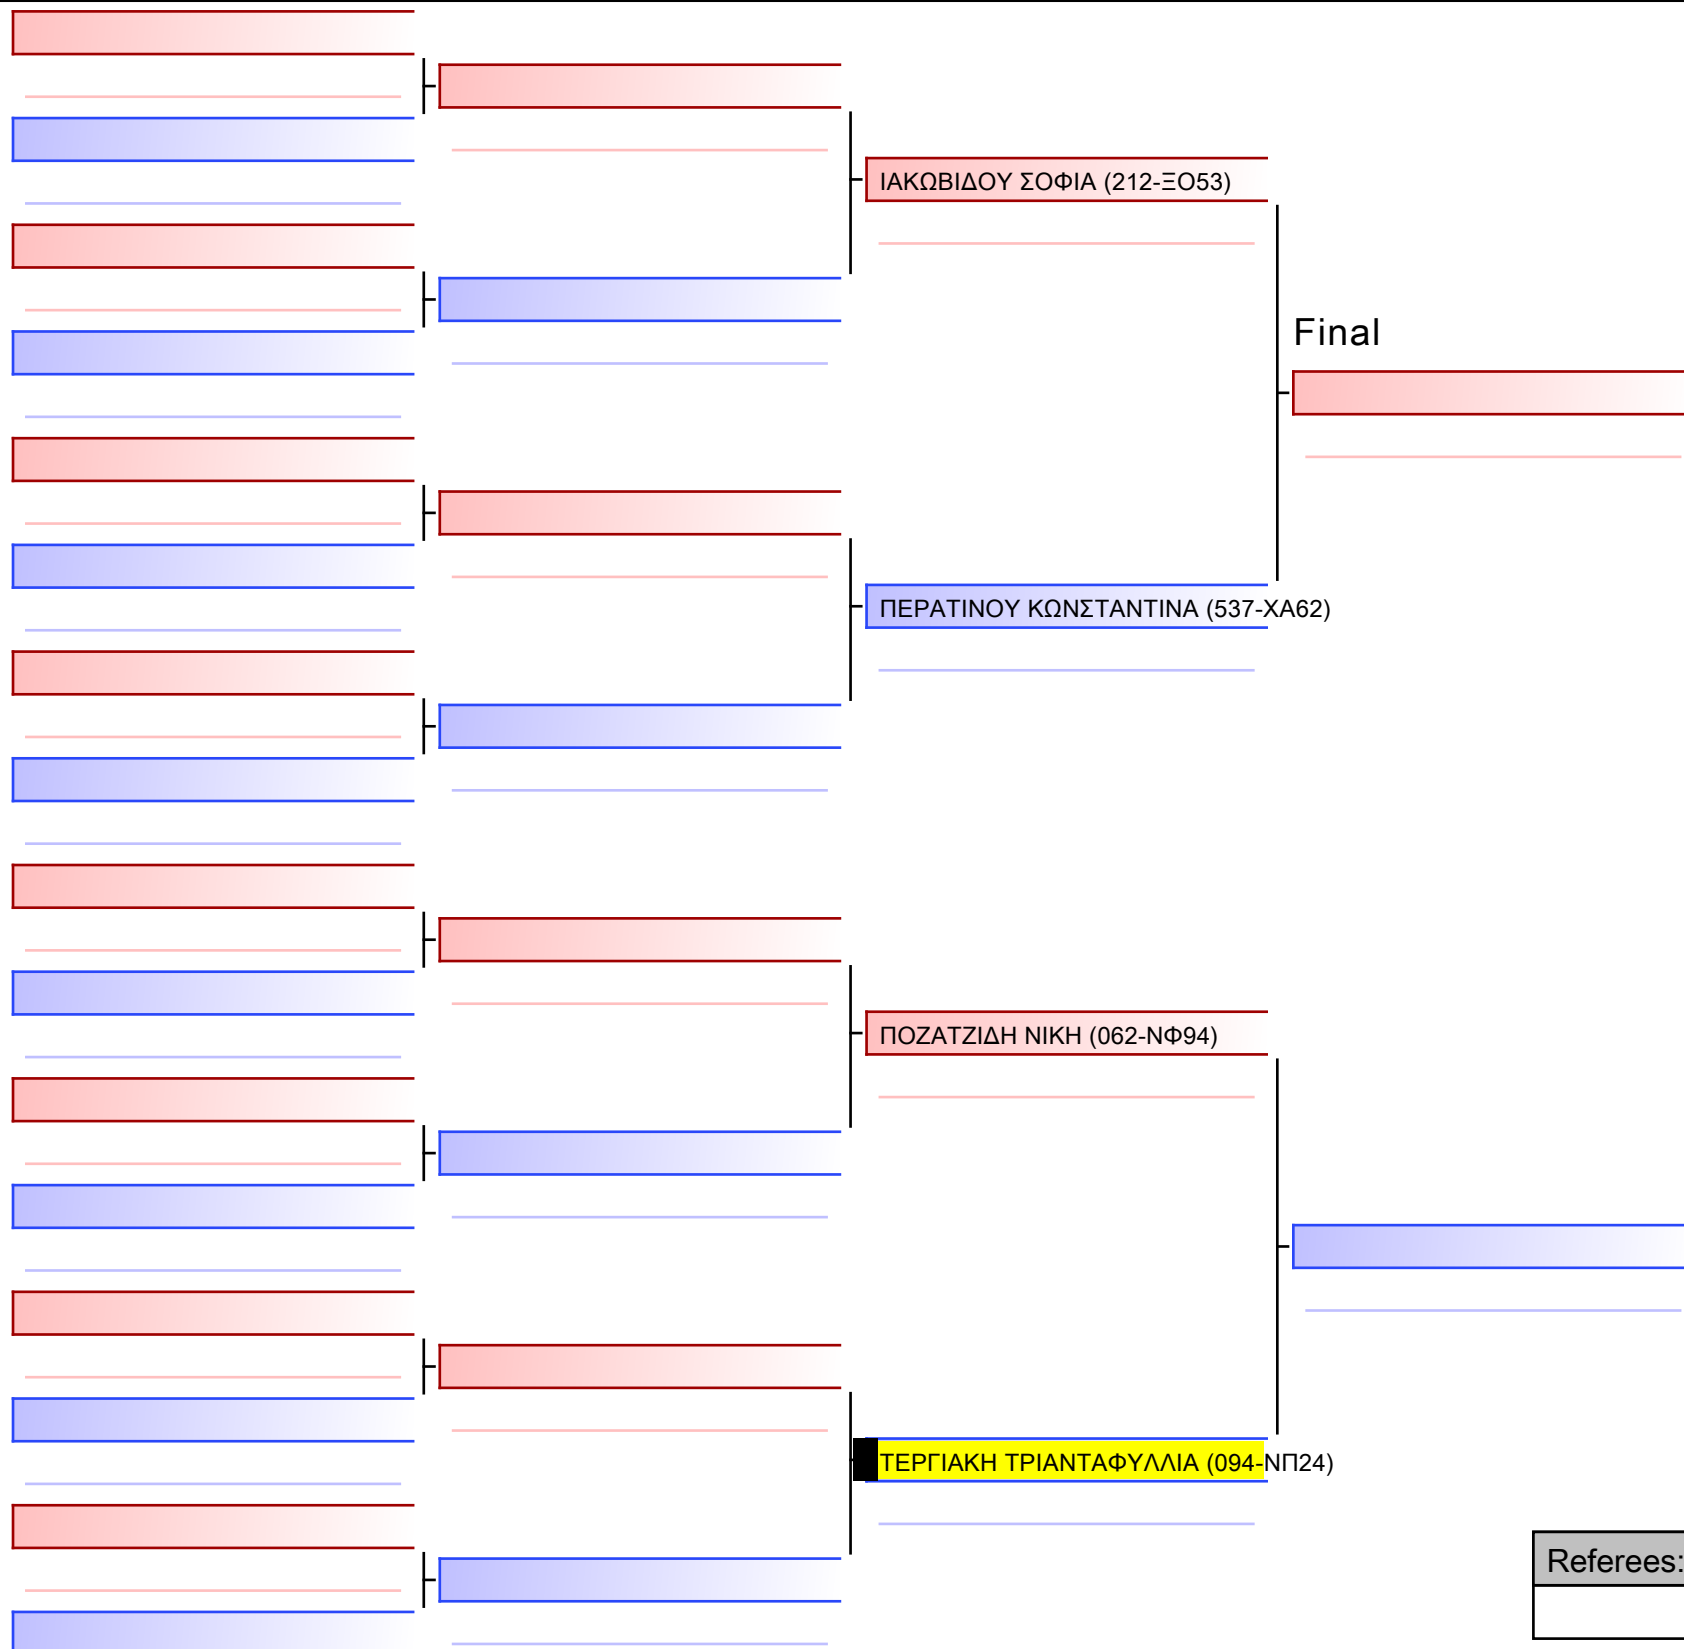 ΙΑΚΩΒΙΔΟΥ ΣΟΦΙΑ (212-ΞΟ53)
Final
ΠΕΡΑΤΙΝΟΥ ΚΩΝΣΤΑΝΤΙΝΑ (537-ΧΑ62)
ΠΟΖΑΤΖΙΔΗ ΝΙΚΗ (062-ΝΦ94)
ΤΕΡΓΙΑΚΗ ΤΡΙΑΝΤΑΦΥΛΛΙΑ (094-ΝΠ24)
Referees: